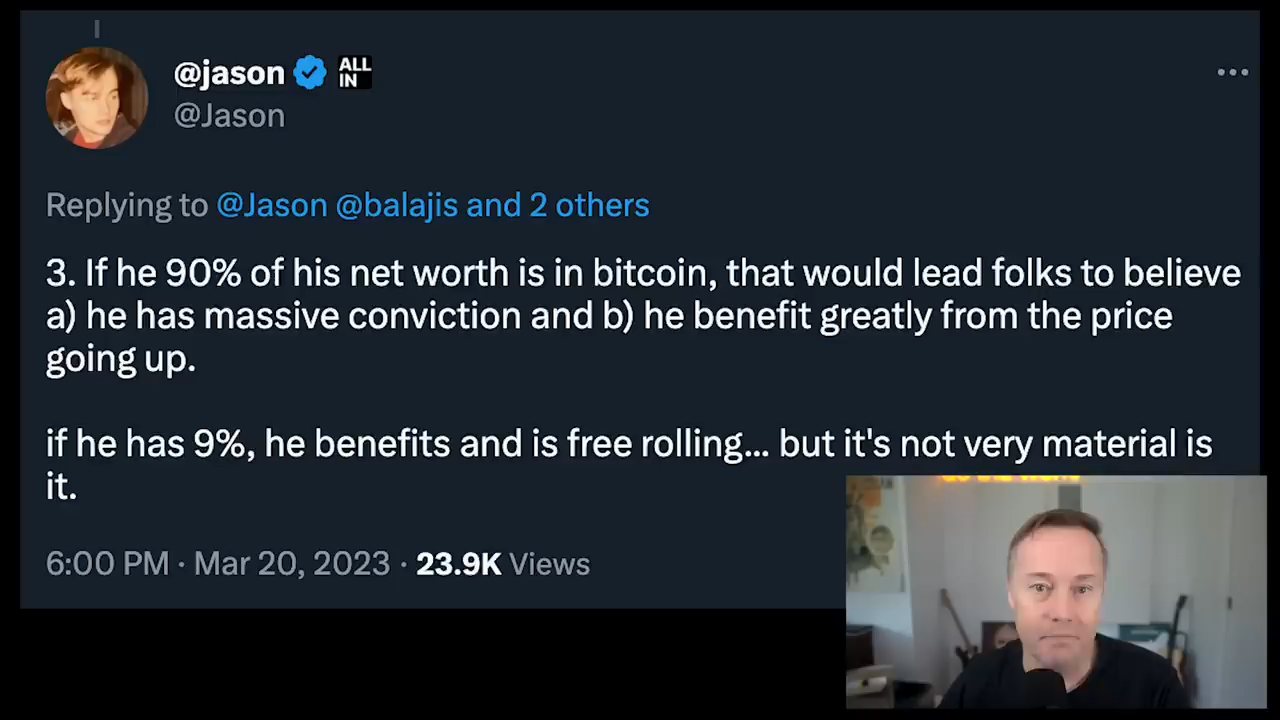 @jason ALL IN
@Jason
Replying to @Jason @balajis and 2 others
3. If he 90% of his net worth is in bitcoin, that would lead folks to believe
a) he has massive conviction and b) he benefit greatly from the price
going up.
if he has 9%, he benefits and is free rolling... but it's not very material is
it.
6:00 PM · Mar 20, 2023 · 23.9K Views